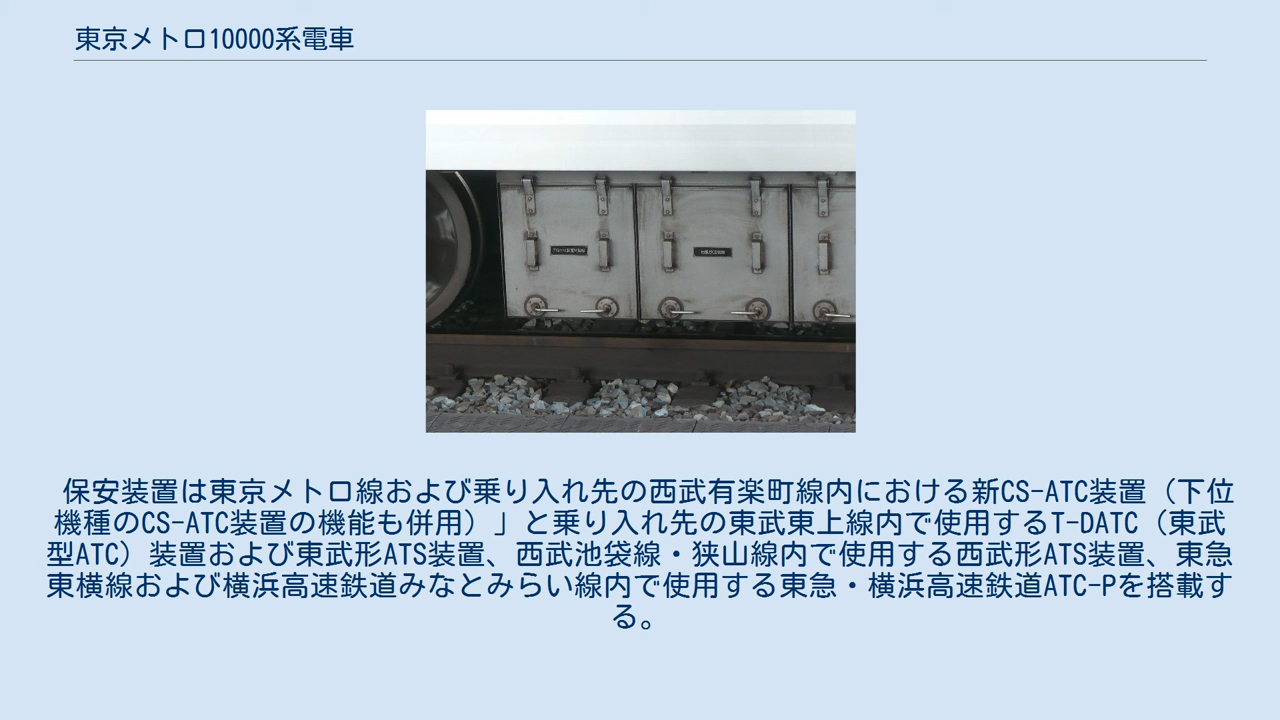 東京メトロ10000系電車
保安装置は東京メトロ線および乗り入れ先の西武有楽町線内における新CS-ATC装置（下位
機種のCS-ATC装置の機能も併用）」と乗り入れ先の東武東上線内で使用するT-DATC（東武
型ATC）装置および東武形ATS装置、西武池袋線・狭山線内で使用する西武形ATS装置、東急
東横線および横浜高速鉄道みなとみらい線内で使用する東急・横浜高速鉄道ATC-Pを搭載す
る。